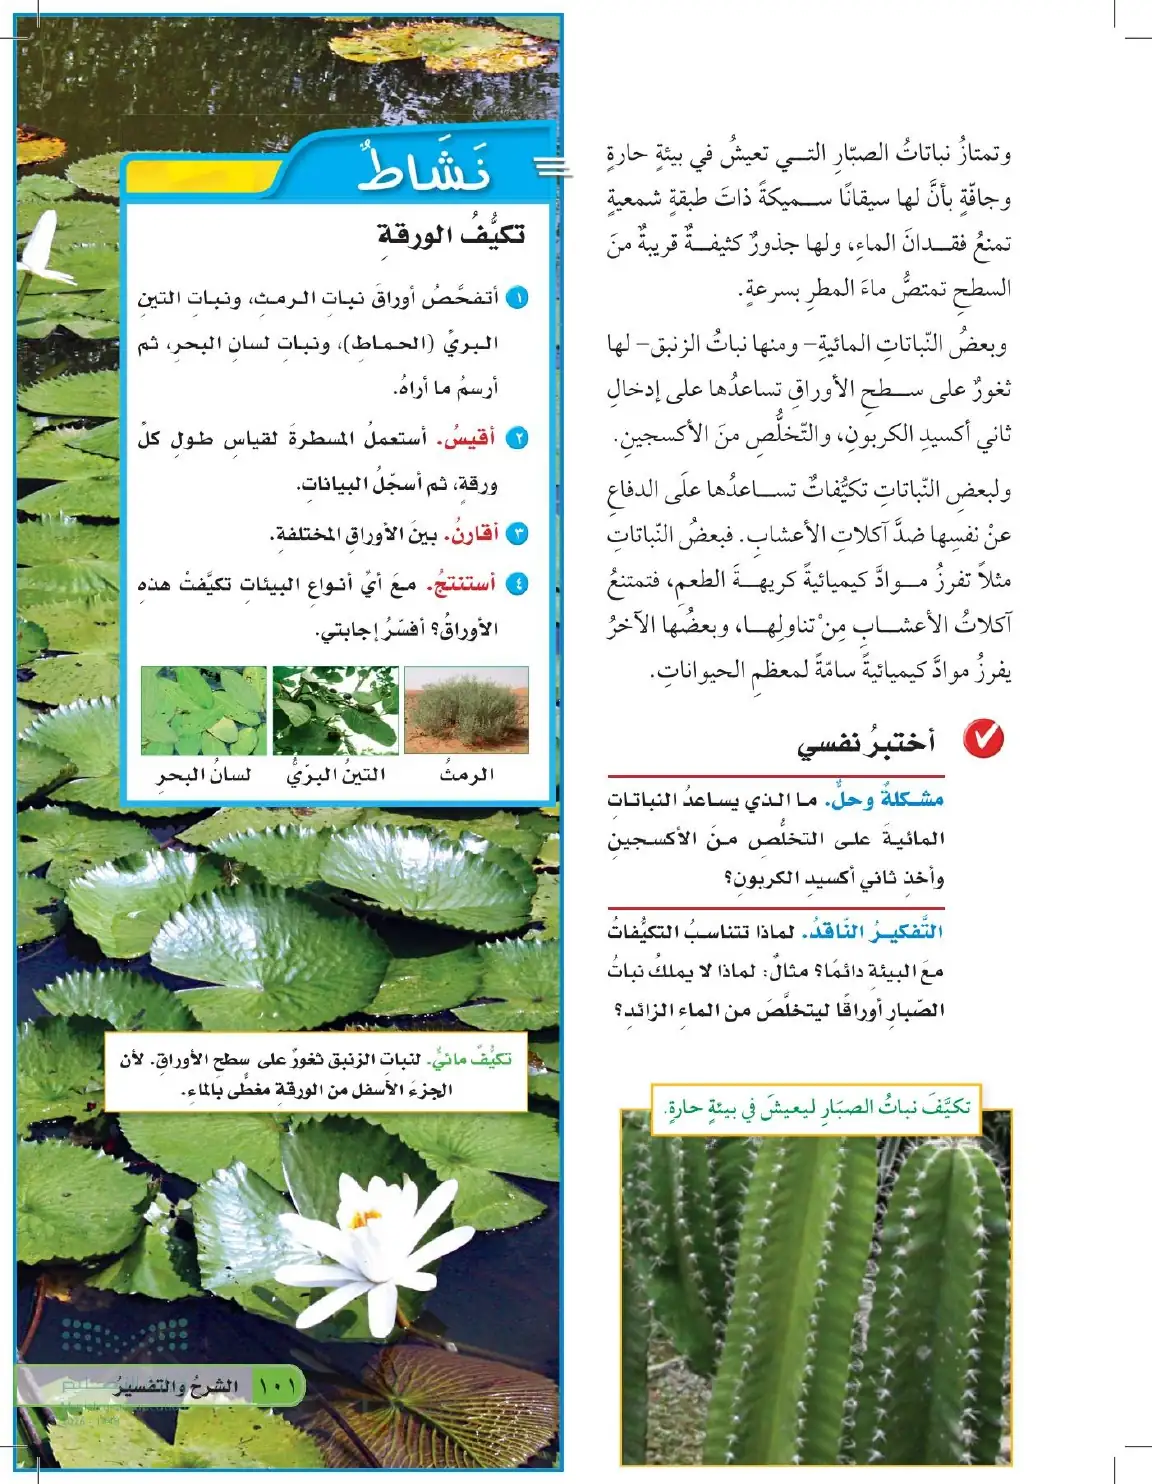 وتمتازُ نباتاتُ الصبّارِ التي تعيشُ في بيئةٍ حارةٍ
وجافّةٍ بأنَّ لها سيقانًا سميكةً ذاتَ طبقةٍ شمعيةٍ
تمنعُ فقدانَ الماءِ، ولها جذورٌ كثيفةٌ قريبةٌ منَ
السطحِ تمتصُّ ماءَ المطرِ بسرعةٍ.
وبعضُ النّباتاتِ المائيةِ– ومنها نباتُ الزنبق– لها
ثغورٌ على سطحِ الأوراقِ تساعدُها على إدخالِ
ثاني أكسيدِ الكربونِ، والتّخلُّصِ منَ الأكسجينِ.
ولبعضِ النّباتاتِ تكيُّفاتٌ تساعدُها علَى الدفاعِ
عنْ نفسِها ضدَّ آكلاتِ الأعشابِ. فبعضُ النّباتاتِ
مثلاً تفرزُ موادَّ كيميائيةً كريهةَ الطعمِ، فتمتنعُ
آكلاتُ الأعشابِ مِنْ تناولِها، وبعضُها الآخرُ
يفرزُ موادَّ كيميائيةً سامّةً لمعظمِ الحيواناتِ.
أختبرُ نفسي
مشكلةٌ وحلٌّ. ما الذي يساعدُ النباتاتِ
المائيةَ على التخلُّصِ منَ الأكسجينِ
وأخذِ ثاني أكسيدِ الكربونِ؟
التَّفكيرُ النّاقدُ. لماذا تتناسبُ التكيُّفاتُ
معَ البيئةِ دائمًا؟ مثالٌ: لماذا لا يملكُ نباتُ
الصّبارِ أوراقًا ليتخلَّصَ من الماءِ الزائدِ؟
تكيَّفَ نباتُ الصبَارِ ليعيشَ في بيئةٍ حارةٍ.
نَشَاطٌ
تكيُّفُ الورقةِ
١ أتفحَّصُ أوراقَ نباتِ الرمثِ، ونباتِ التينِ
البريِّ (الحماطِ)، ونباتِ لسانِ البحرِ، ثم
أرسمُ ما أراهُ.
٢ أقيسُ. أستعملُ المسطرةَ لقياسِ طولِ كلِّ
ورقةٍ، ثم أسجّلُ البياناتِ.
٣ أقارنُ. بينَ الأوراقِ المختلفةِ.
٤ أستنتجُ. معَ أيِّ أنواعِ البيئاتِ تكيَّفتْ هذهِ
الأوراقُ؟ أفسّرُ إجابتي.
الرمثُ
التينُ البرّيُّ
لسانُ البحرِ
تكيُّفٌ مائيٌّ. لنباتِ الزنبق ثغورٌ على سطحِ الأوراقِ. لأن
الجزءَ الأسفل من الورقةِ مغطًّى بالماءِ.
١٠١ الشرحُ والتفسيرُ